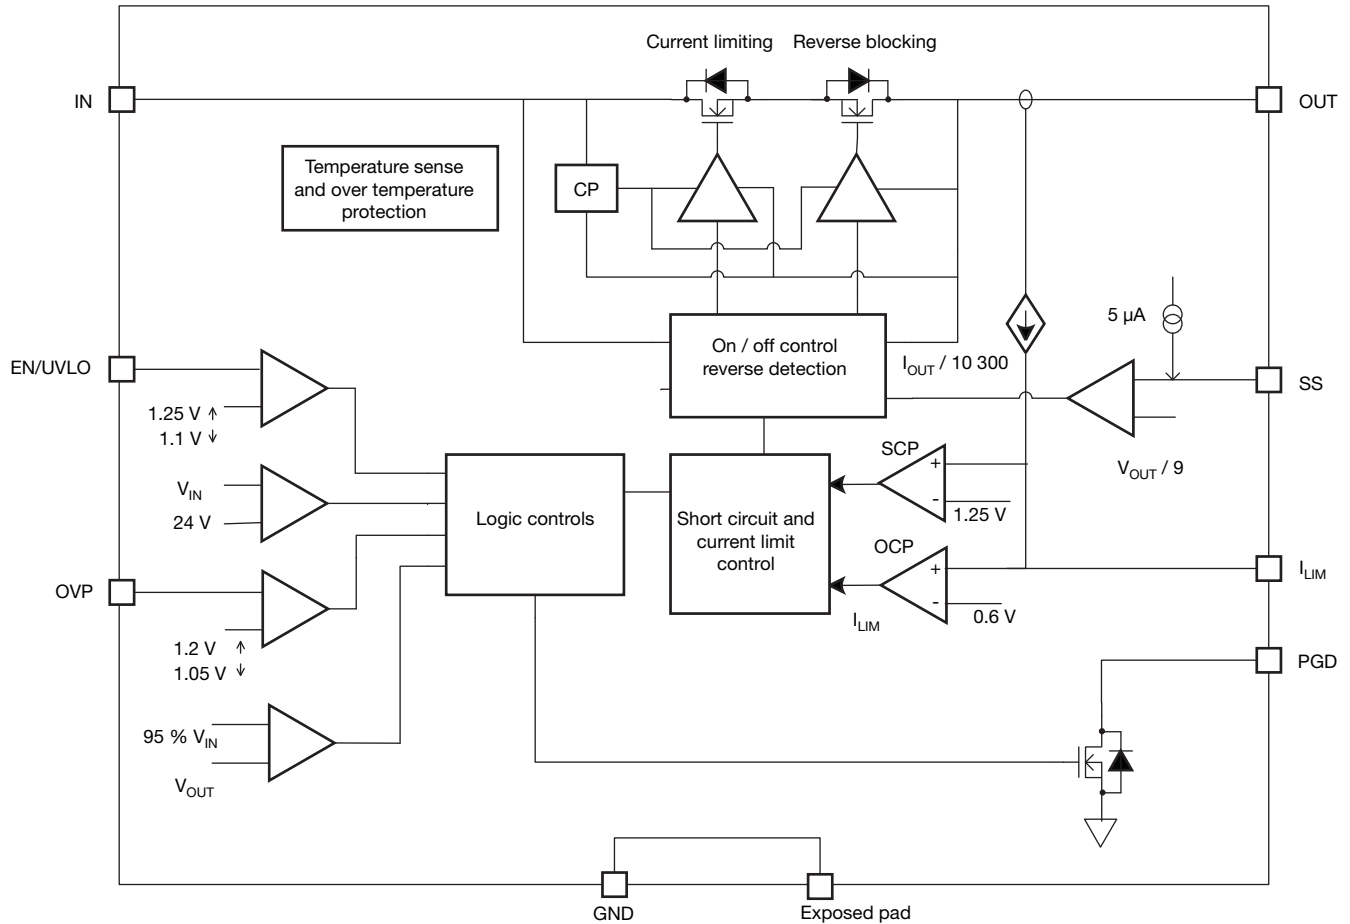 Current limiting
Reverse blocking
IN
OUT
Temperature sense
and over temperature
protection
CP
5 µA
On / off control
reverse detection
I_OUT / 10 300
EN/UVLO
SS
1.25 V
1.1 V
V_OUT / 9
SCP
+
-
1.25 V
V_IN
24 V
Logic controls
Short circuit and
current limit
control
OCP
+
-
0.6 V
I_LIM
I_LIM
OVP
1.2 V
1.05 V
PGD
95 % V_IN
V_OUT
GND
Exposed pad